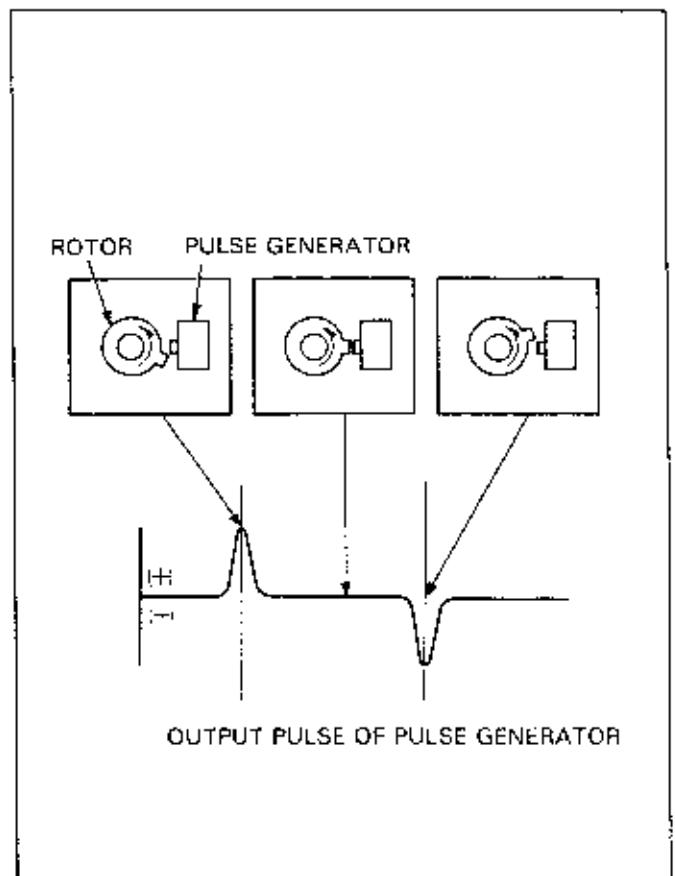 ROTOR PULSE GENERATOR
(+)
(-)
OUTPUT PULSE OF PULSE GENERATOR